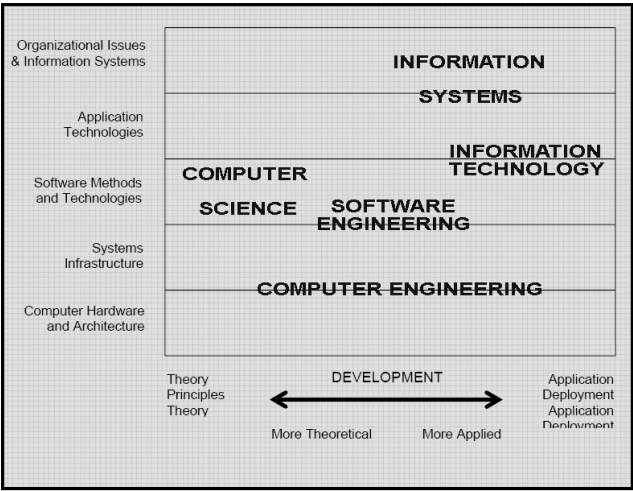 Organizational Issues
& Information Systems
INFORMATION
SYSTEMS
Application
Technologies
INFORMATION
TECHNOLOGY
COMPUTER
SCIENCE
Software Methods
and Technologies
SOFTWARE
ENGINEERING
Systems
Infrastructure
COMPUTER ENGINEERING
Computer Hardware
and Architecture
Theory
Principles
Theory
DEVELOPMENT
More Theoretical
More Applied
Application
Deployment
Application
Deployment